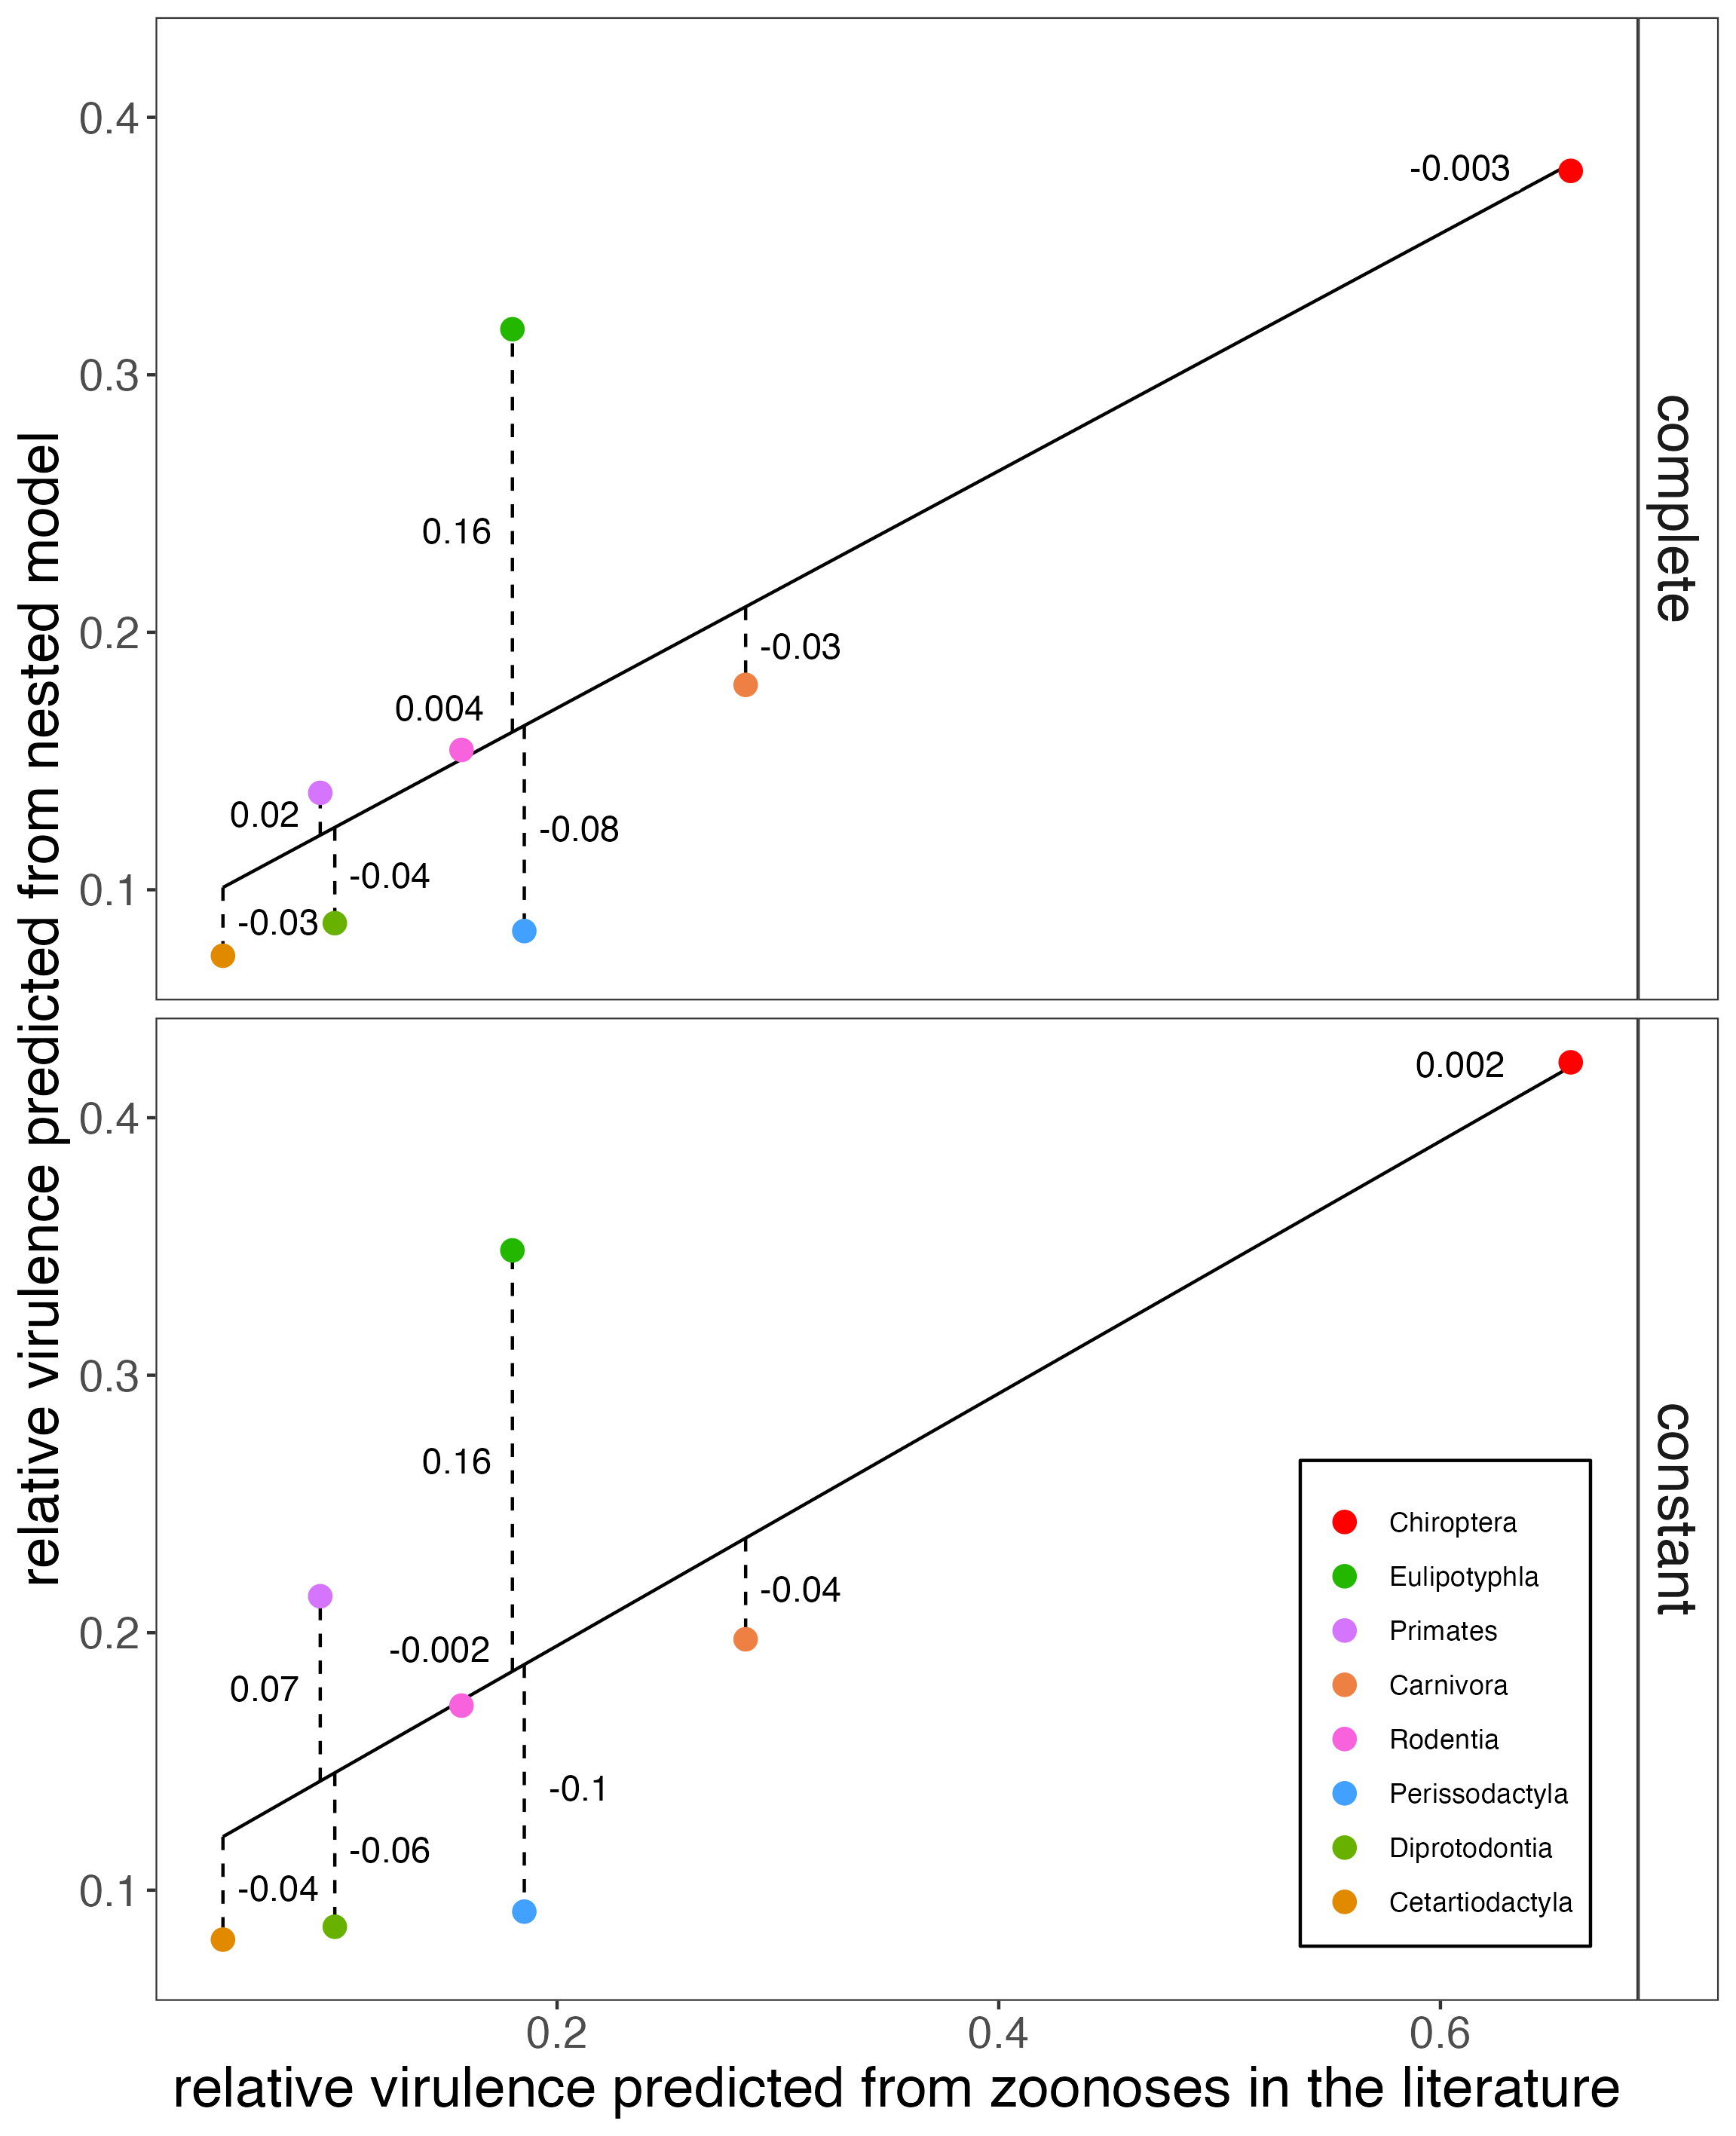 relative virulence predicted from nested model
0.4
0.3
0.2
0.1
-0.003
0.16
-0.03
0.004
0.02
-0.08
-0.04
-0.03
complete
0.4
0.3
0.2
0.1
0.002
0.16
-0.04
-0.002
0.07
-0.1
-0.06
-0.04
constant
Chiroptera
Eulipotyphla
Primates
Carnivora
Rodentia
Perissodactyla
Diprotodontia
Cetartiodactyla
0.2 0.4 0.6
relative virulence predicted from zoonoses in the literature